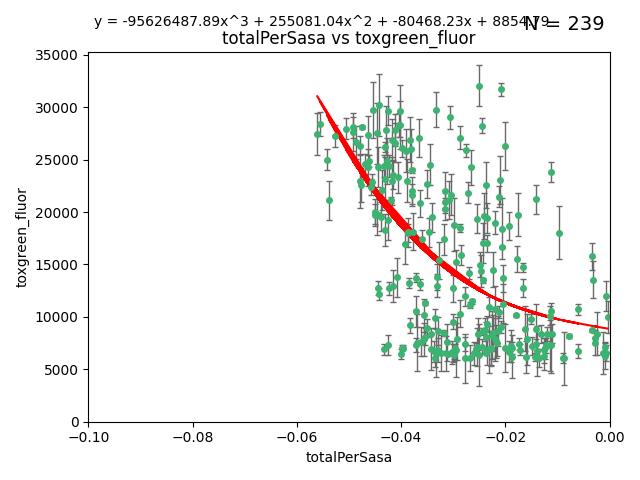 y = -95626487.89x^3 + 255081.04x^2 + -80468.23x + 8854.79
N = 239
totalPerSasa vs toxgreen_fluor
35000
30000
25000
20000
15000
10000
5000
0
toxgreen_fluor
−0.10 −0.08 −0.06 −0.04 −0.02 0.00
totalPerSasa